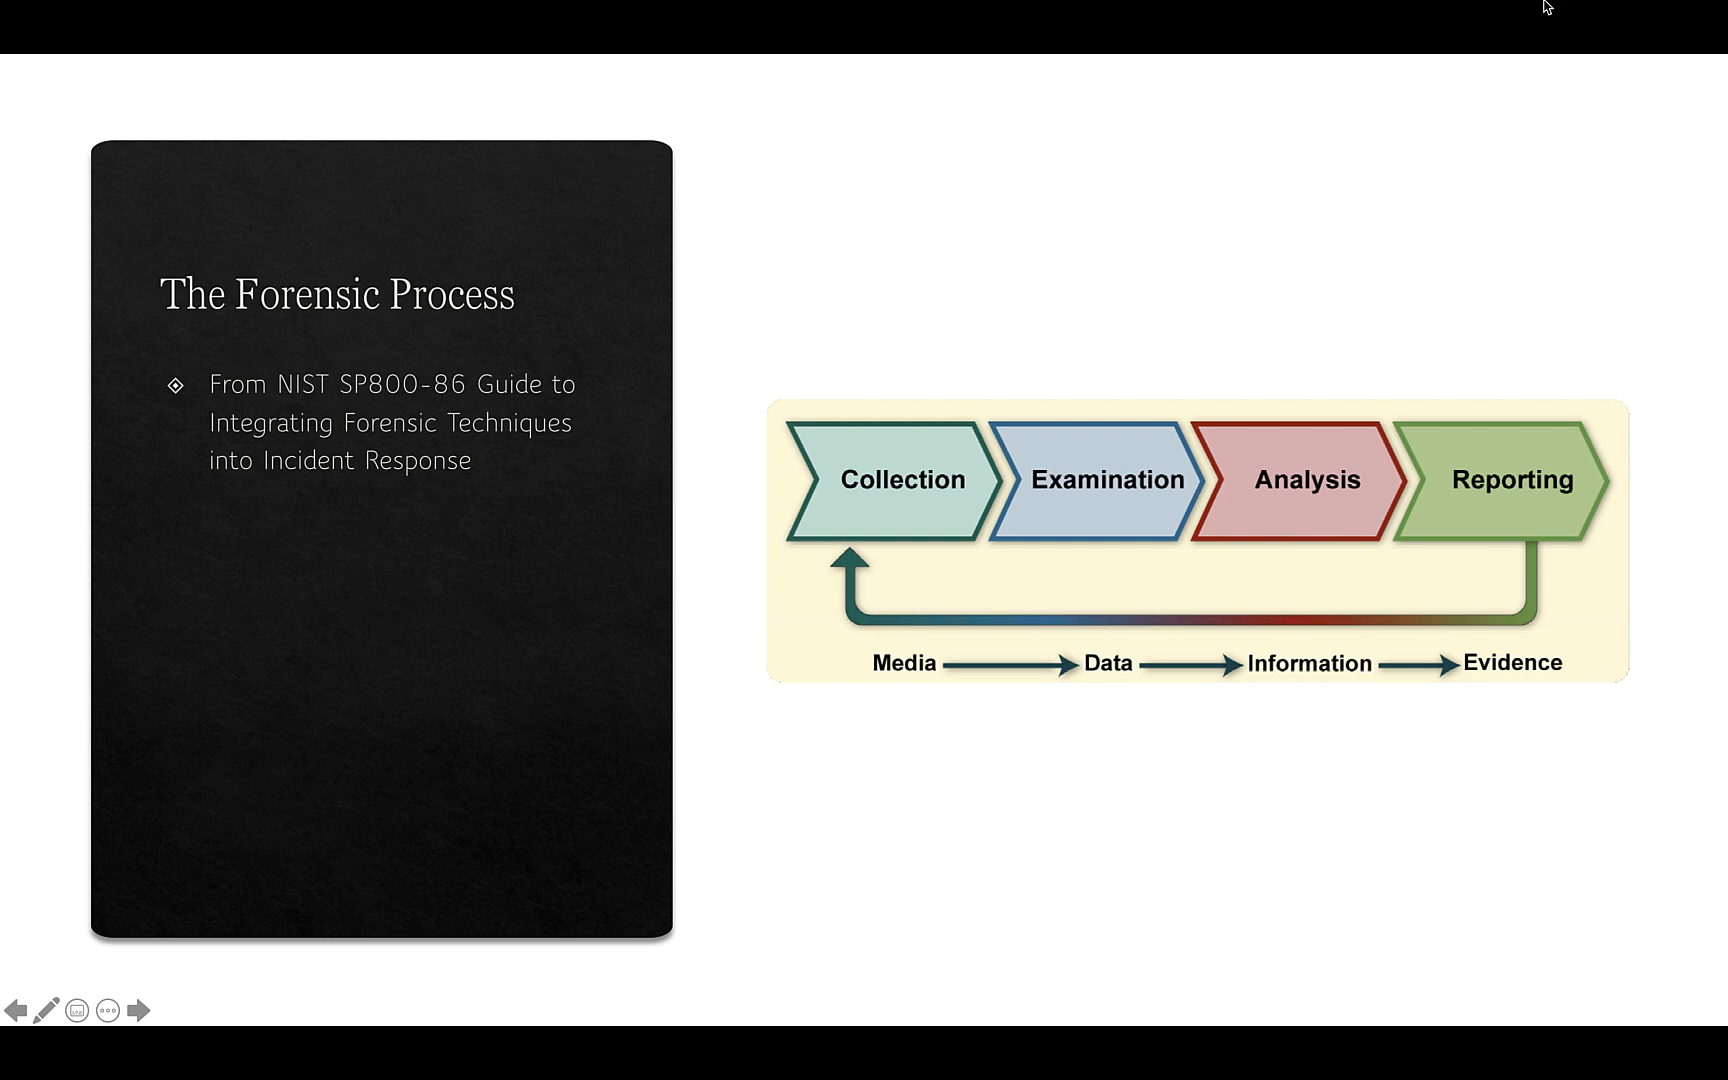 The Forensic Process
From NIST SP800-86 Guide to
Integrating Forensic Techniques
into Incident Response
Collection
Examination
Analysis
Reporting
Media
Data
Information
Evidence